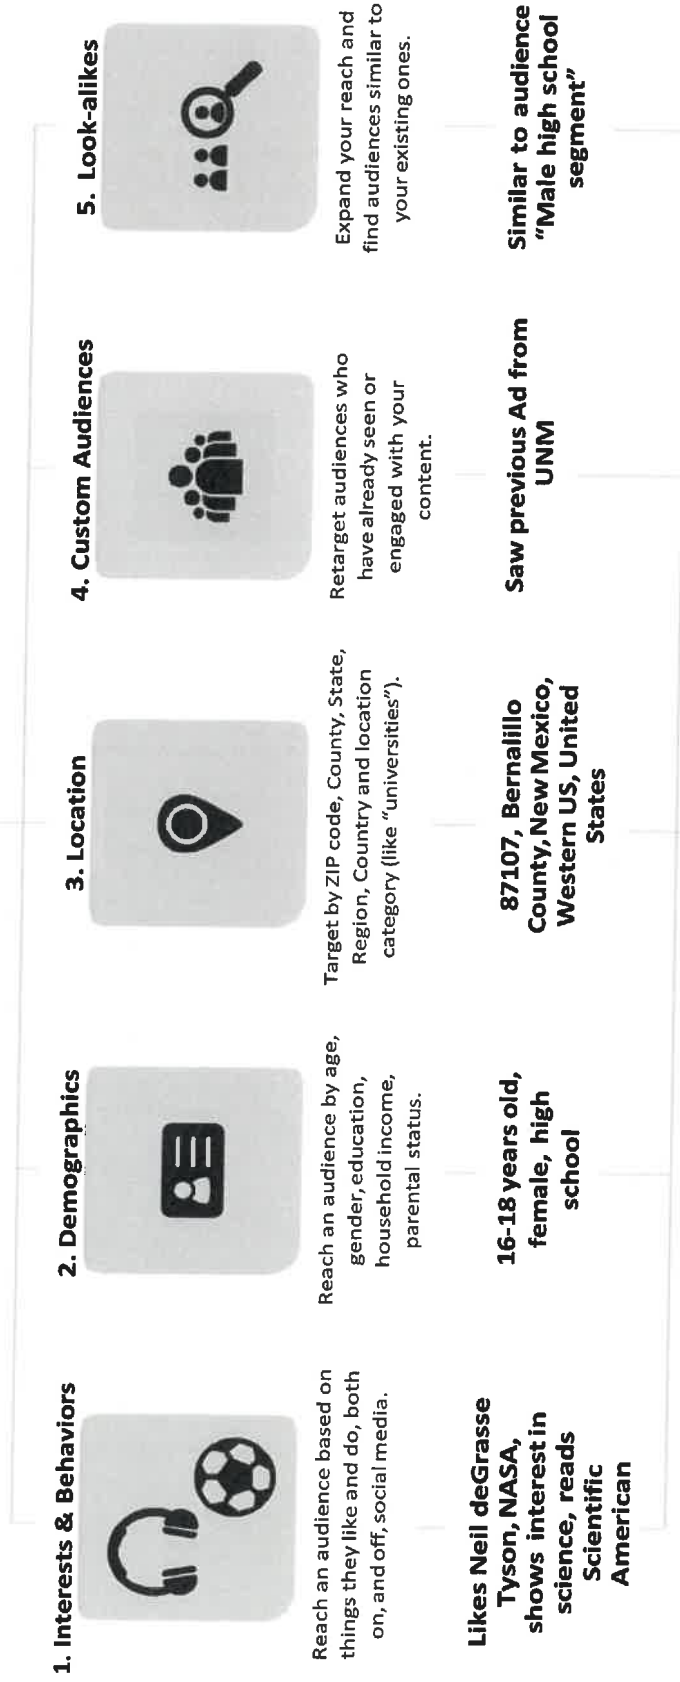 1. Interests & Behaviors
Reach an audience based on
things they like and do, both
on, and off, social media.
Likes Neil deGrasse
Tyson, NASA,
shows interest in
science, reads
Scientific
American
2. Demographics
Reach an audience by age,
gender, education,
household income,
parental status.
16-18 years old,
female, high
school
3. Location
Target by ZIP code, County, State,
Region, Country and location
category (like “universities”).
87107, Bernalillo
County, New Mexico,
Western US, United
States
4. Custom Audiences
Retarget audiences who
have already seen or
engaged with your
content.
Saw previous Ad from
UNM
5. Look-alikes
Expand your reach and
find audiences similar to
your existing ones.
Similar to audience
“Male high school
segment”